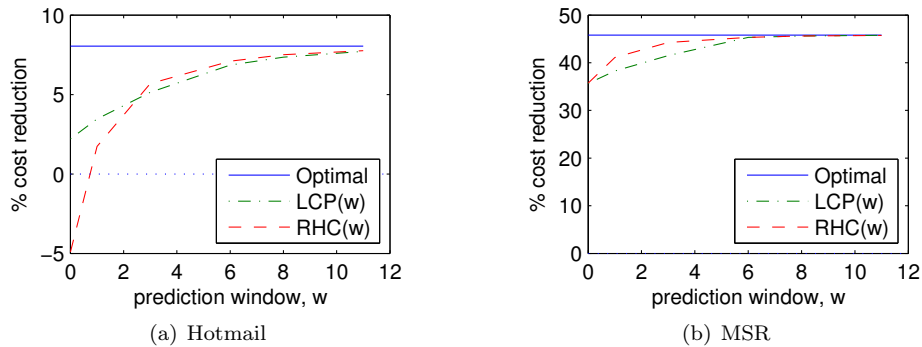 10
5
0
−5
% cost reduction
Optimal
LCP(w)
RHC(w)
0 2 4 6 8 10 12
prediction window, w
(a) Hotmail
50
40
30
20
10
0
% cost reduction
Optimal
LCP(w)
RHC(w)
0 2 4 6 8 10 12
prediction window, w
(b) MSR